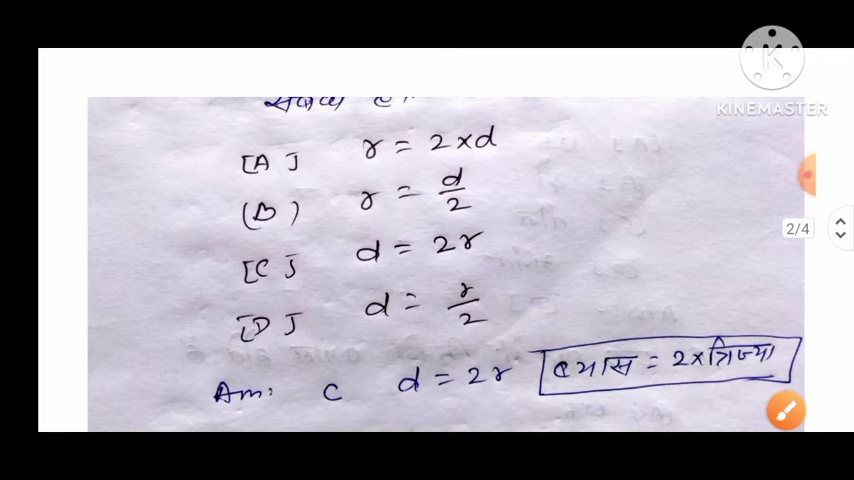 KINEMASTER
[A] r = 2×d
(B) r = d/2
2/4
[C] d = 2r
[D] d = r/2
Ans: C d = 2r व्यास = 2×त्रिज्या